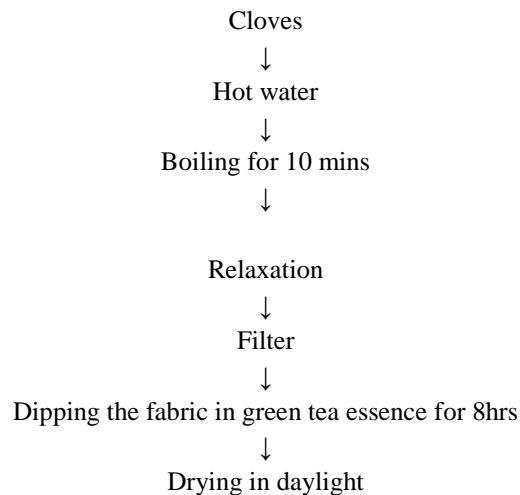 Cloves
↓
Hot water
↓
Boiling for 10 mins
↓
Relaxation
↓
Filter
↓
Dipping the fabric in green tea essence for 8hrs
↓
Drying in daylight